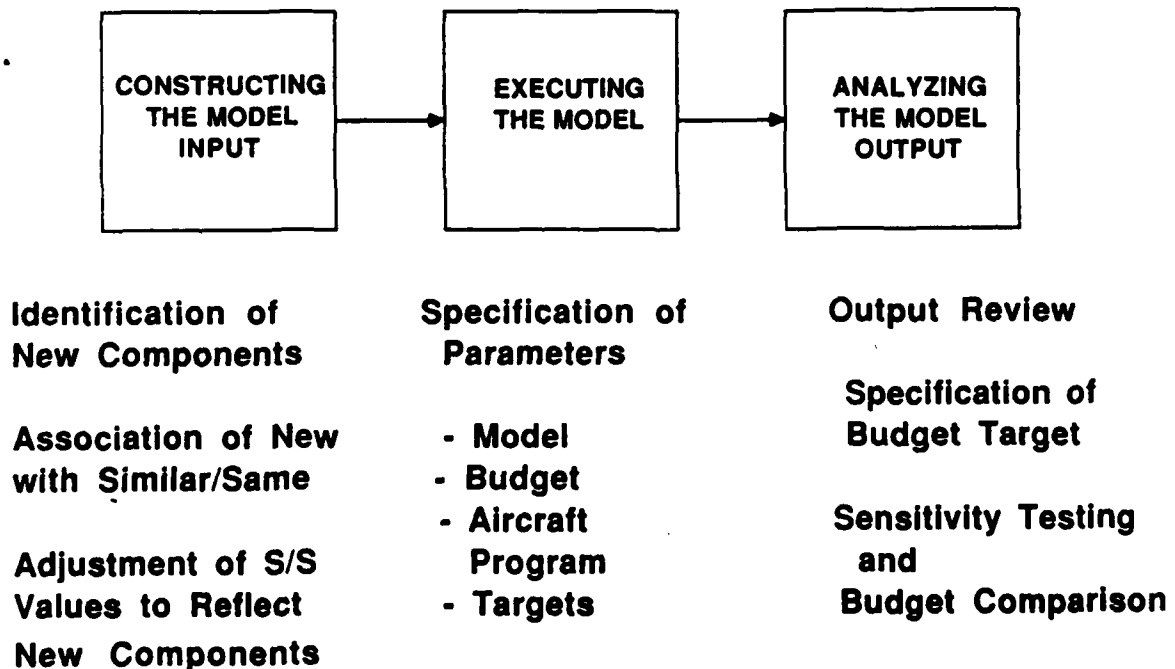 CONSTRUCTING
THE MODEL
INPUT
EXECUTING
THE MODEL
ANALYZING
THE MODEL
OUTPUT
Identification of
New Components
Association of New
with Similar/Same
Adjustment of S/S
Values to Reflect
New Components
Specification of
Parameters
- Model
- Budget
- Aircraft
Program
- Targets
Output Review
Specification of
Budget Target
Sensitivity Testing
and
Budget Comparison